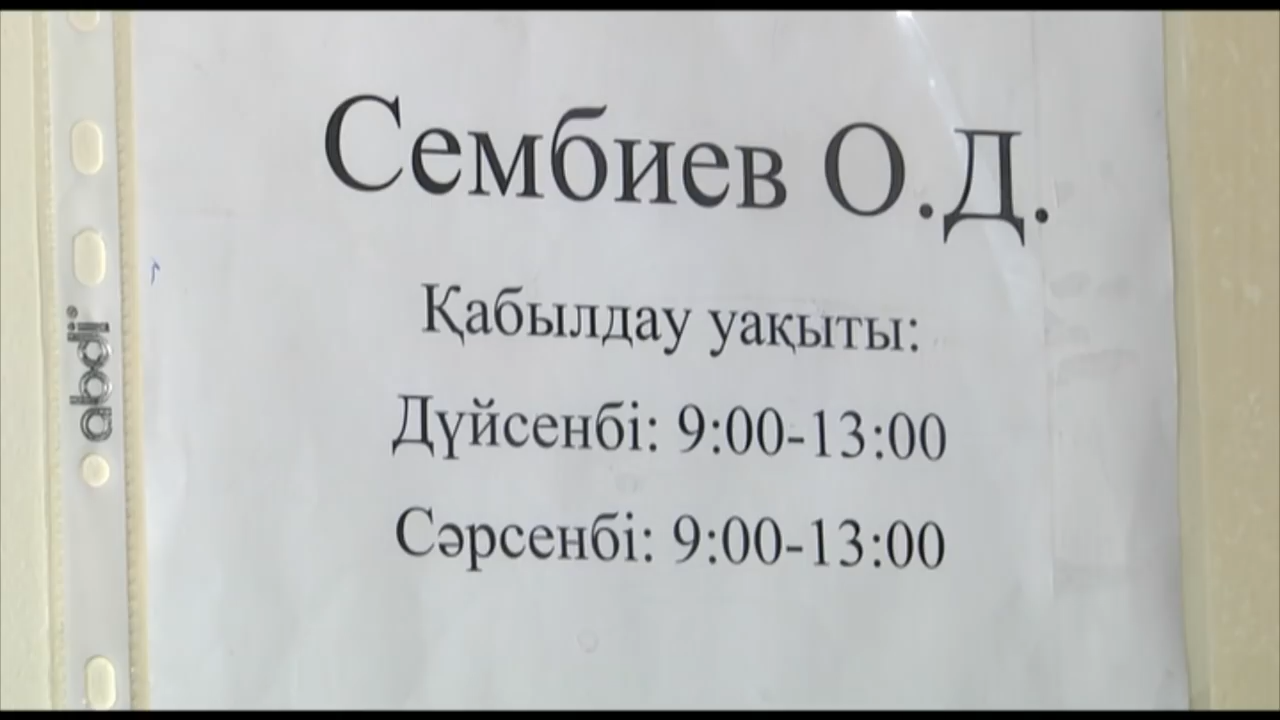 Сембиев О.Д.
Қабылдау уақыты:
Дүйсенбі: 9:00-13:00
Сәрсенбі: 9:00-13:00
abdi